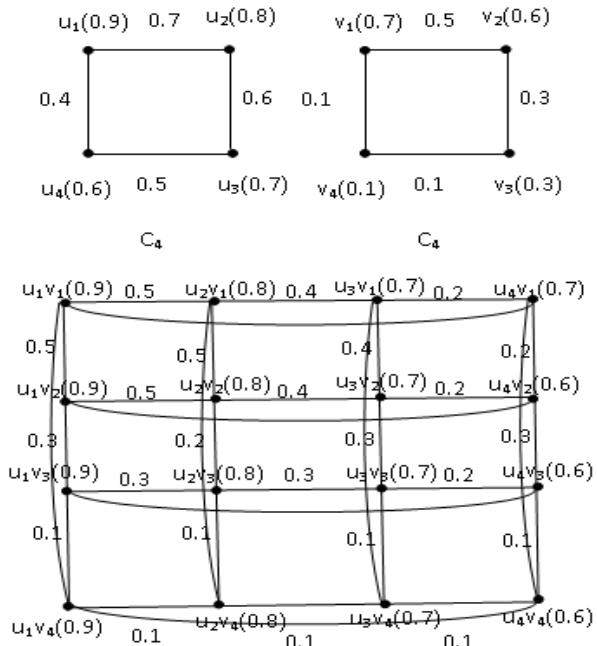 u₁(0.9) 0.7 u₂(0.8) v₁(0.7) 0.5 v₂(0.6)
0.4 0.6 0.1 0.3
u₄(0.6) 0.5 u₃(0.7) v₄(0.1) 0.1 v₃(0.3)
C₄ C₄
u₁v₁(0.9) 0.5 u₂v₁(0.8) 0.4 u₃v₁(0.7) 0.2 u₄v₁(0.7)
0.5 0.5 0.4 0.2
u₁v₂(0.9) 0.5 u₂v₂(0.8) 0.4 u₃v₂(0.7) 0.2 u₄v₂(0.6)
0.3 0.2 0.3 0.3
u₁v₃(0.9) 0.3 u₂v₃(0.8) 0.3 u₃v₃(0.7) 0.2 u₄v₃(0.6)
0.1 0.1 0.1 0.1
u₁v₄(0.9) u₂v₄(0.8) u₃v₄(0.7) u₄v₄(0.6)
0.1 0.1 0.1